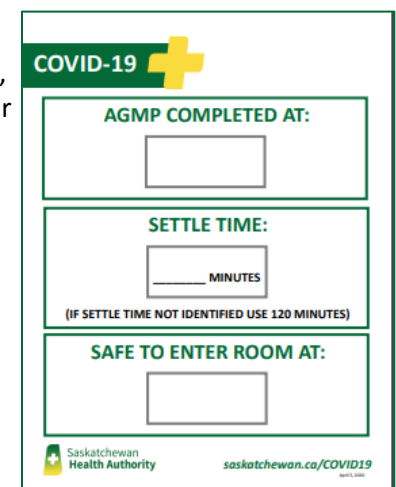 ,
r
COVID-19
AGMP COMPLETED AT:
SETTLE TIME:
_______ MINUTES
(IF SETTLE TIME NOT IDENTIFIED USE 120 MINUTES)
SAFE TO ENTER ROOM AT:
Saskatchewan
Health Authority
saskatchewan.ca/COVID19